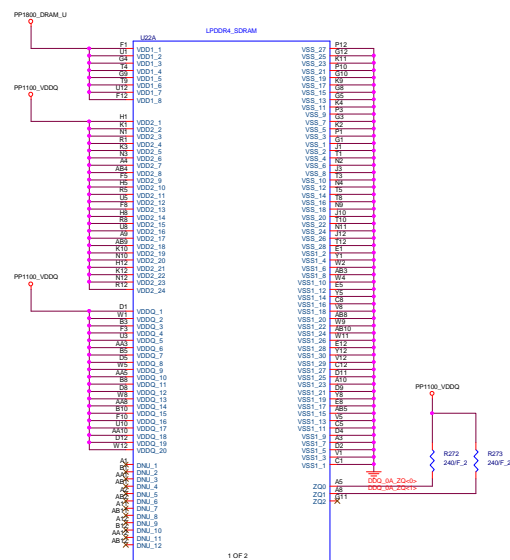 PP1800_DRAM_U
U22A
LPDDR4_SDRAM
F1 VDD1_1
U1 VDD1_2
G4 VDD1_3
T4 VDD1_4
G9 VDD1_5
T9 VDD1_6
U12 VDD1_7
F12 VDD1_8
PP1100_VDDQ
H1 VDD2_1
K1 VDD2_2
N1 VDD2_3
R1 VDD2_4
K3 VDD2_5
N3 VDD2_6
A4 VDD2_7
AB4 VDD2_8
F5 VDD2_9
H5 VDD2_10
R5 VDD2_11
U5 VDD2_12
F8 VDD2_13
H8 VDD2_14
R8 VDD2_15
U8 VDD2_16
A9 VDD2_17
AB9 VDD2_18
K10 VDD2_19
N10 VDD2_20
H12 VDD2_21
K12 VDD2_22
N12 VDD2_23
R12 VDD2_24
PP1100_VDDQ
D1 VDDQ_1
W1 VDDQ_2
B3 VDDQ_3
F3 VDDQ_4
U3 VDDQ_5
AA3 VDDQ_6
B5 VDDQ_7
D5 VDDQ_8
W5 VDDQ_9
AA5 VDDQ_10
B8 VDDQ_11
D8 VDDQ_12
W8 VDDQ_13
AA8 VDDQ_14
B10 VDDQ_15
F10 VDDQ_16
U10 VDDQ_17
AA10 VDDQ_18
D12 VDDQ_19
W12 VDDQ_20
DNU_1
DNU_2
DNU_3
DNU_4
DNU_5
DNU_6
DNU_7
DNU_8
DNU_9
DNU_10
DNU_11
DNU_12
VSS_27 P12
VSS_25 G12
VSS_23 K11
VSS_21 P10
VSS_19 G10
VSS_17 K9
VSS_15 G8
VSS_13 G5
VSS_11 K4
VSS_9 P3
VSS_7 G3
VSS_5 K2
VSS_3 P1
VSS_1 G1
VSS_2 J1
VSS_4 T1
VSS_6 N2
VSS_8 J3
VSS_10 T3
VSS_12 N4
VSS_14 T5
VSS_16 T8
VSS_18 N9
VSS_20 J10
VSS_22 T10
VSS_24 N11
VSS_26 J12
VSS_28 T12
VSS1_2 E1
VSS1_4 Y1
VSS1_6 W2
VSS1_8 AB3
VSS1_10 W4
VSS1_12 E5
VSS1_14 Y5
VSS1_16 C8
VSS1_18 V8
VSS1_20 AB8
VSS1_22 W9
VSS1_24 AB10
VSS1_26 W11
VSS1_28 E12
VSS1_30 Y12
VSS1_29 V12
VSS1_27 C12
VSS1_25 D11
VSS1_23 A10
VSS1_21 D9
VSS1_19 Y8
VSS1_17 E8
VSS1_15 AB5
VSS1_13 V5
VSS1_11 C5
VSS1_9 D4
VSS1_7 A3
VSS1_5 D2
VSS1_3 V1
VSS1_1 C1
ZQ0 A5 DDQ_0A_ZQ<0>
ZQ1 A8 DDQ_0A_ZQ<1>
ZQ2 G11
PP1100_VDDQ
R272
240/F_2
R273
240/F_2
1 OF 2